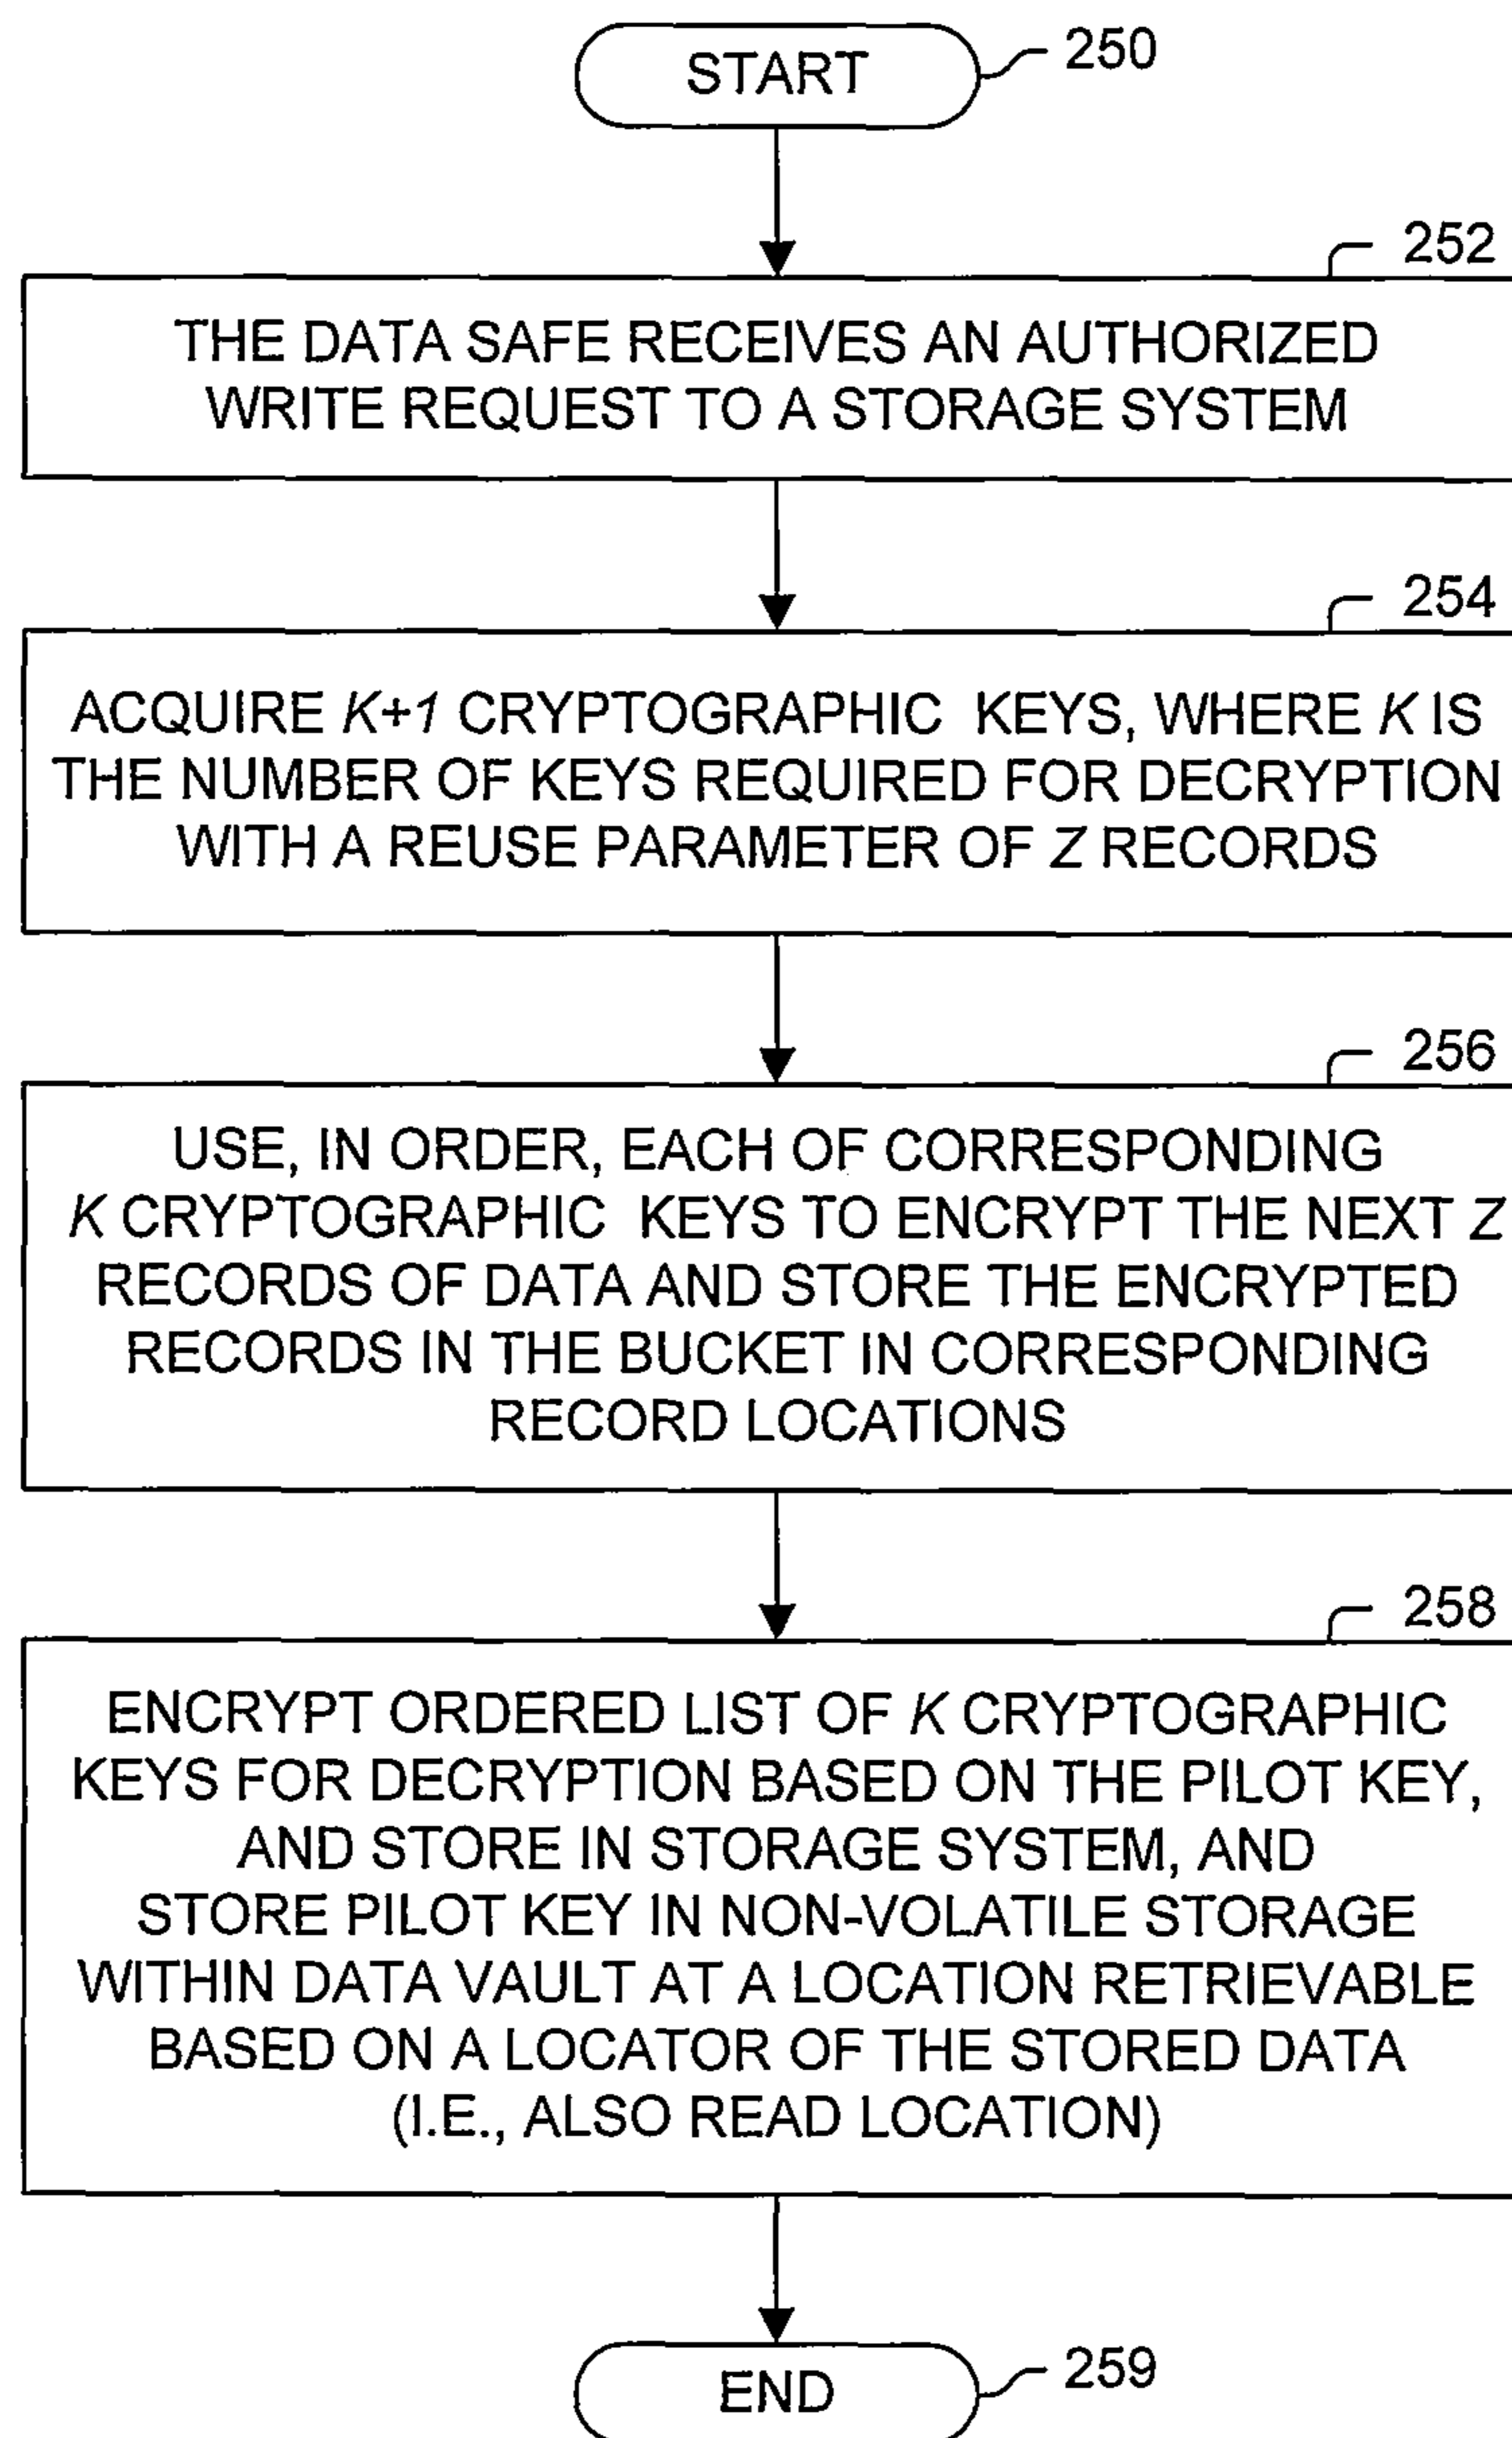 START
250
252
THE DATA SAFE RECEIVES AN AUTHORIZED
WRITE REQUEST TO A STORAGE SYSTEM
254
ACQUIRE K+1 CRYPTOGRAPHIC KEYS, WHERE K IS
THE NUMBER OF KEYS REQUIRED FOR DECRYPTION
WITH A REUSE PARAMETER OF Z RECORDS
256
USE, IN ORDER, EACH OF CORRESPONDING
K CRYPTOGRAPHIC KEYS TO ENCRYPT THE NEXT Z
RECORDS OF DATA AND STORE THE ENCRYPTED
RECORDS IN THE BUCKET IN CORRESPONDING
RECORD LOCATIONS
258
ENCRYPT ORDERED LIST OF K CRYPTOGRAPHIC
KEYS FOR DECRYPTION BASED ON THE PILOT KEY,
AND STORE IN STORAGE SYSTEM, AND
STORE PILOT KEY IN NON-VOLATILE STORAGE
WITHIN DATA VAULT AT A LOCATION RETRIEVABLE
BASED ON A LOCATOR OF THE STORED DATA
(I.E., ALSO READ LOCATION)
END
259